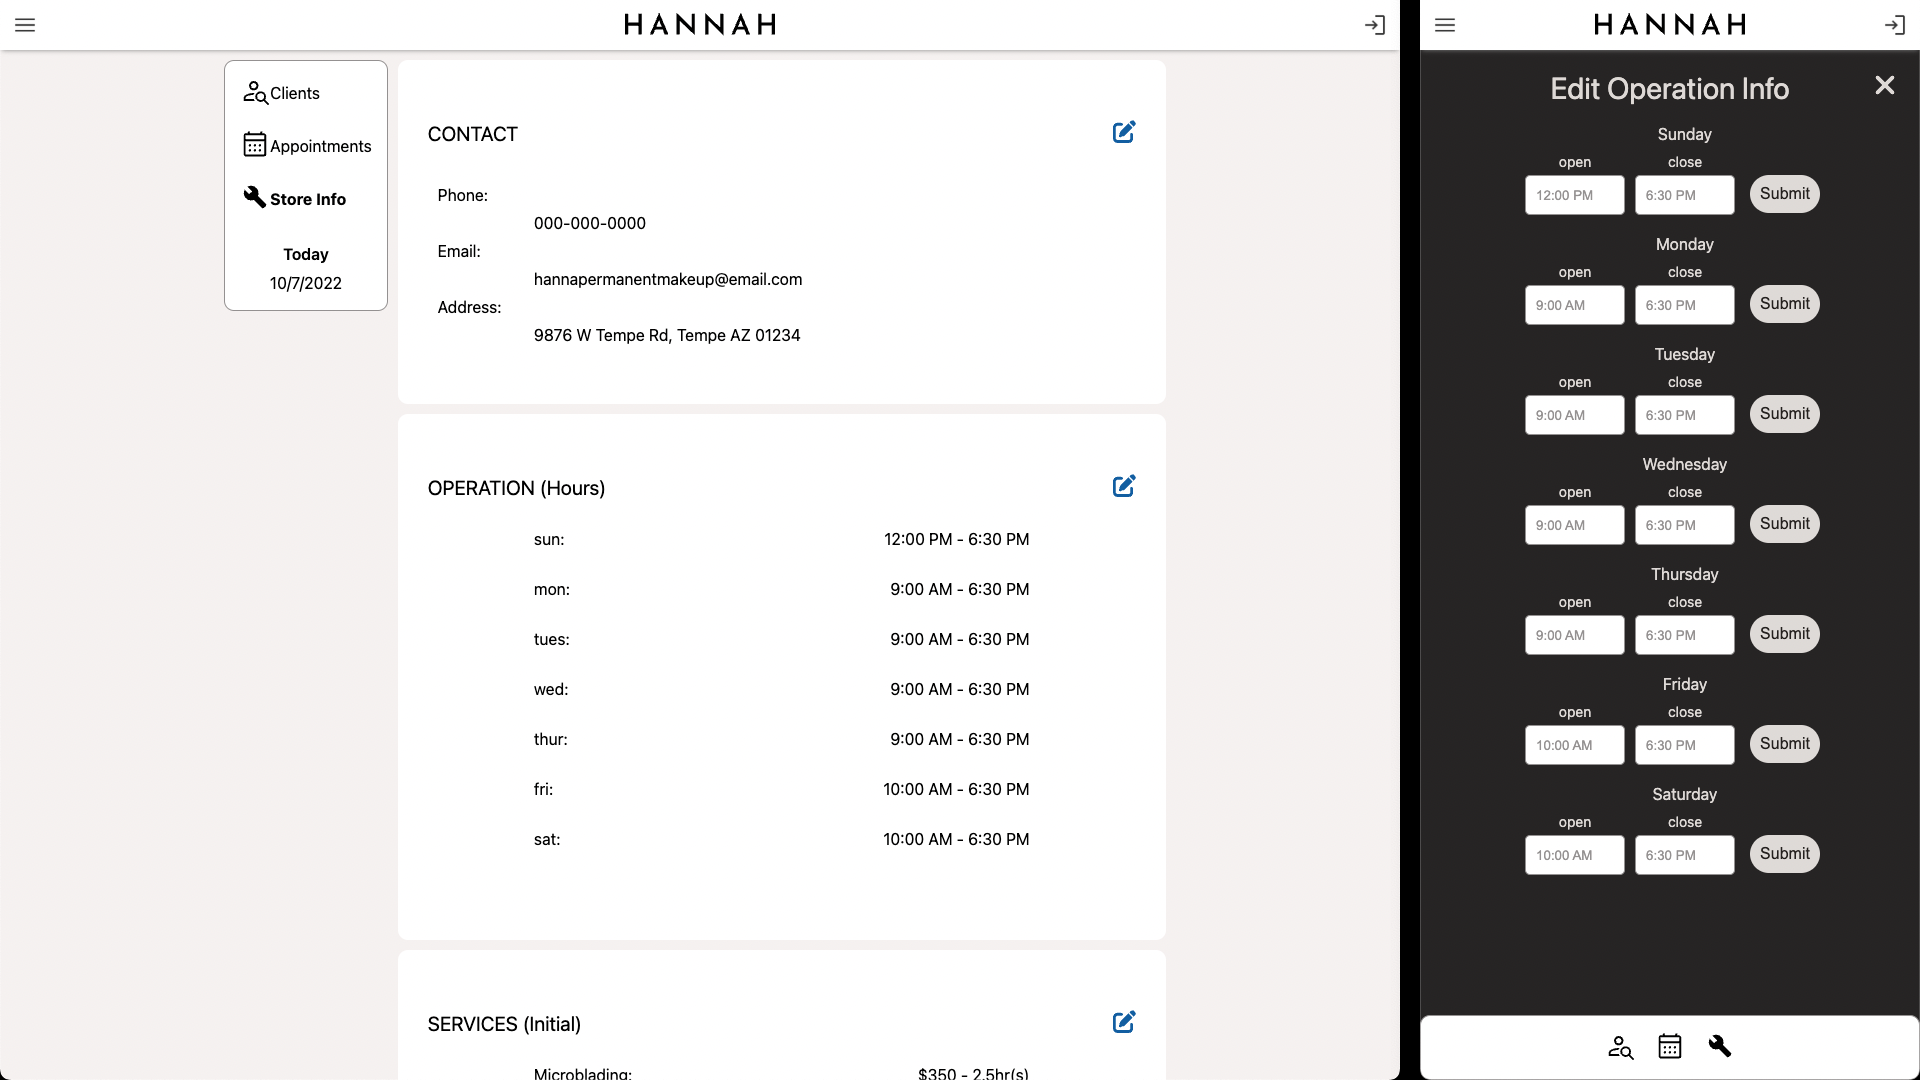 HANNAH
Clients
Appointments
Store Info
Today
10/7/2022
CONTACT
Phone:
000-000-0000
Email:
hannapermanentmakeup@email.com
Address:
9876 W Tempe Rd, Tempe AZ 01234
OPERATION (Hours)
sun: 12:00 PM - 6:30 PM
mon: 9:00 AM - 6:30 PM
tues: 9:00 AM - 6:30 PM
wed: 9:00 AM - 6:30 PM
thur: 9:00 AM - 6:30 PM
fri: 10:00 AM - 6:30 PM
sat: 10:00 AM - 6:30 PM
SERVICES (Initial)
Microblading: $350 - 2.5hr(s)
HANNAH
Edit Operation Info
Sunday
open close
12:00 PM 6:30 PM Submit
Monday
open close
9:00 AM 6:30 PM Submit
Tuesday
open close
9:00 AM 6:30 PM Submit
Wednesday
open close
9:00 AM 6:30 PM Submit
Thursday
open close
9:00 AM 6:30 PM Submit
Friday
open close
10:00 AM 6:30 PM Submit
Saturday
open close
10:00 AM 6:30 PM Submit